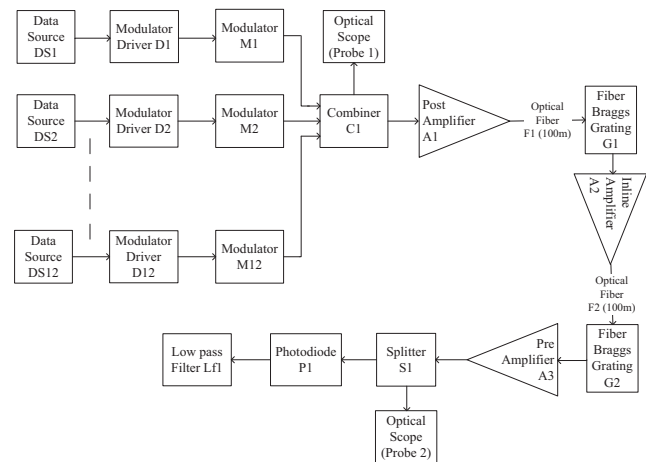 Data
Source
DS1
Modulator
Driver D1
Modulator
M1
Optical
Scope
(Probe 1)
Data
Source
DS2
Modulator
Driver D2
Modulator
M2
Combiner
C1
Post
Amplifier
A1
Optical
Fiber
F1 (100m)
Fiber
Braggs
Grating
G1
Inline
Amplifier
A2
Data
Source
DS12
Modulator
Driver
D12
Modulator
M12
Optical
Fiber
F2 (100m)
Low pass
Filter Lf1
Photodiode
P1
Splitter
S1
Pre
Amplifier
A3
Fiber
Braggs
Grating
G2
Optical
Scope
(Probe 2)